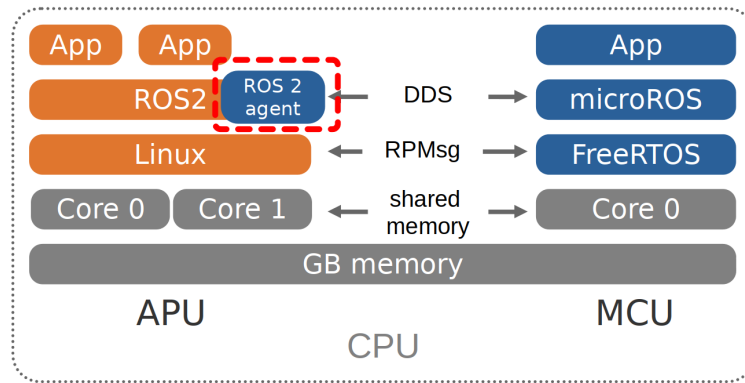 App App App
ROS2 ROS 2
agent DDS microROS
Linux RPMsg FreeRTOS
Core 0 Core 1 shared
memory Core 0
GB memory
APU MCU
CPU